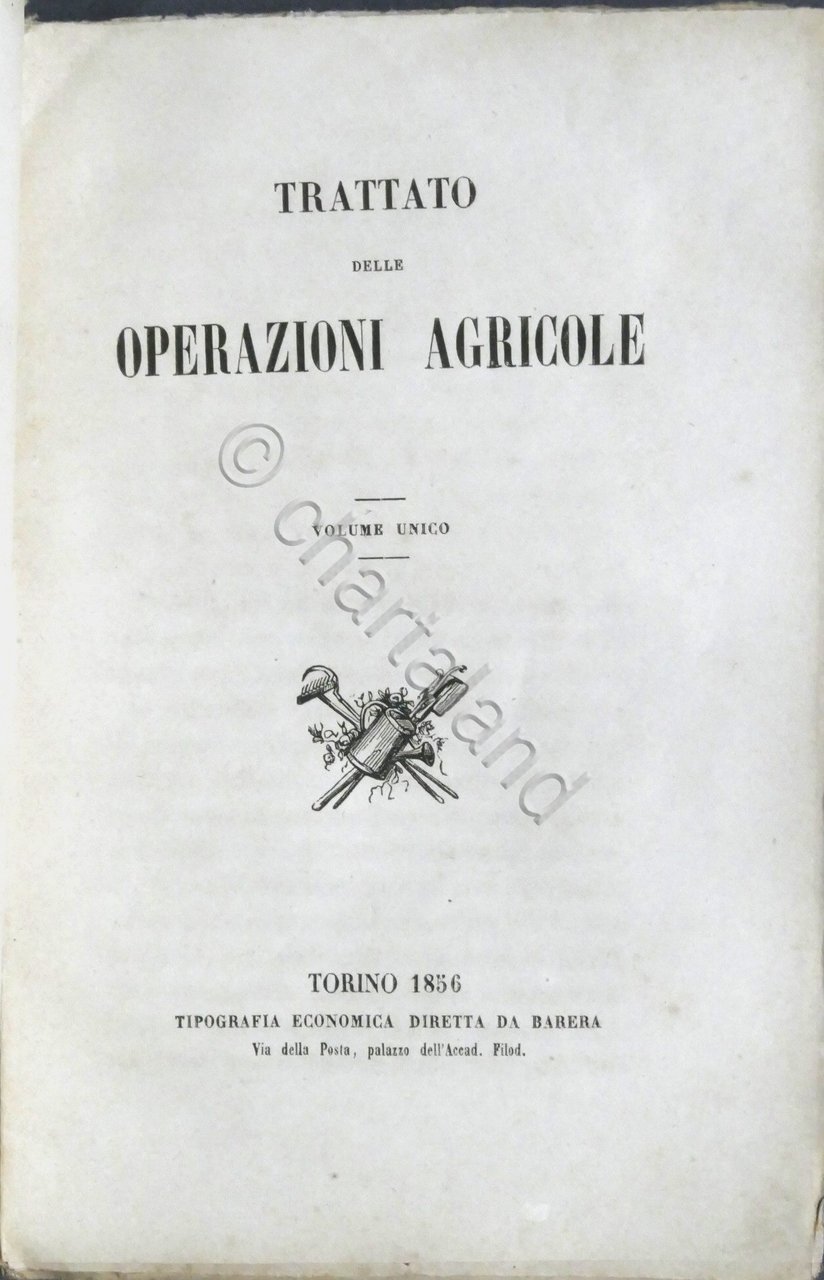 TRATTATO
DELLE
OPERAZIONI AGRICOLE
VOLUME UNICO
© chartaland
TORINO 1856
TIPOGRAFIA ECONOMICA DIRETTA DA BARERA
Via della Posta, palazzo dell'Accad. Filod.